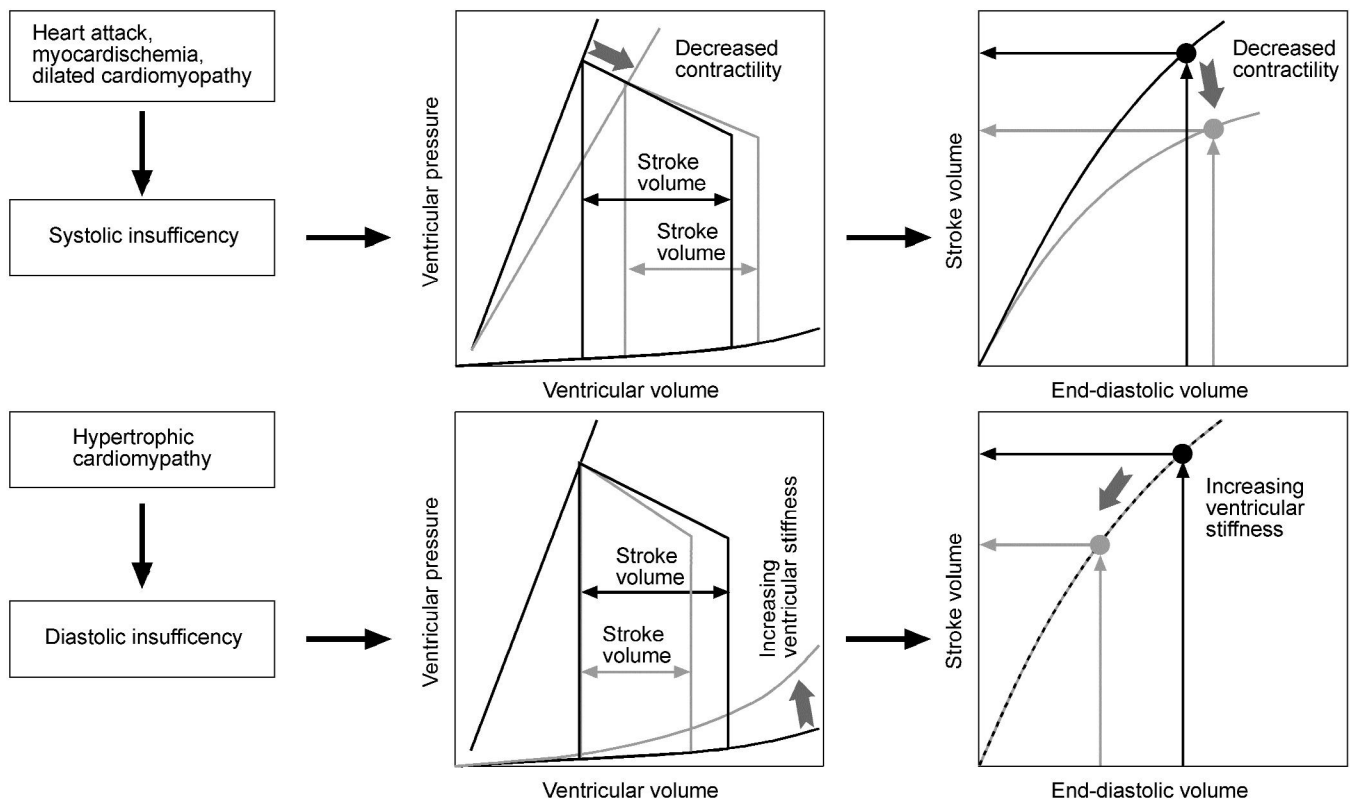 Heart attack,
myocardischemia,
dilated cardiomyopathy
Systolic insufficency
Ventricular pressure
Decreased
contractility
Stroke
volume
Stroke
volume
Ventricular volume
Stroke volume
Decreased
contractility
End-diastolic volume
Hypertrophic
cardiomypathy
Diastolic insufficency
Ventricular pressure
Stroke
volume
Stroke
volume
Increasing
ventricular stiffness
Ventricular volume
Stroke volume
Increasing
ventricular
stiffness
End-diastolic volume